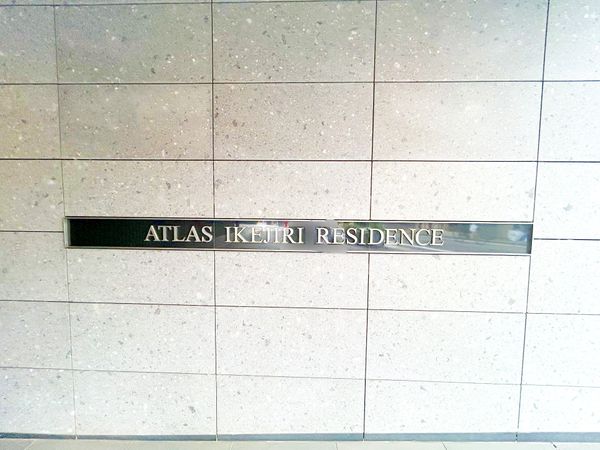 ATLAS IKEJIRI RESIDENCE